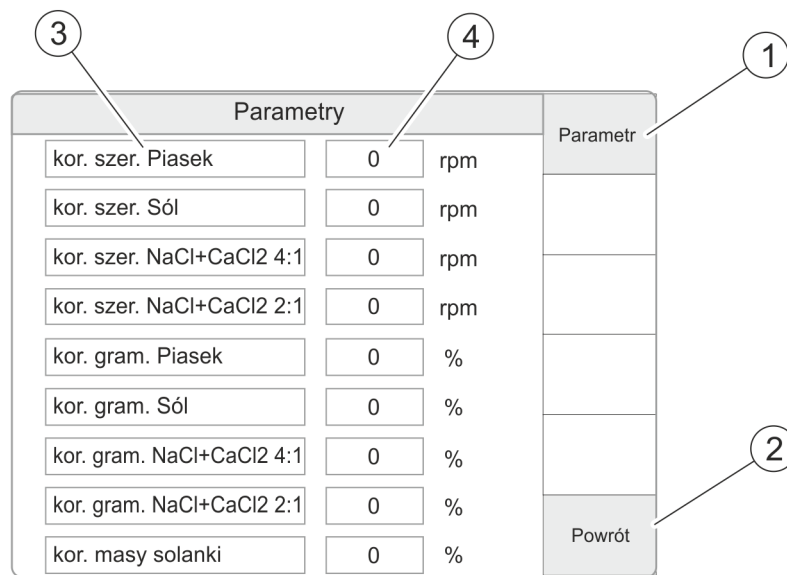 3
4
1
Parametry
Parametr
kor. szer. Piasek 0 rpm
kor. szer. Sól 0 rpm
kor. szer. NaCl+CaCl2 4:1 0 rpm
kor. szer. NaCl+CaCl2 2:1 0 rpm
kor. gram. Piasek 0 %
kor. gram. Sól 0 %
kor. gram. NaCl+CaCl2 4:1 0 %
kor. gram. NaCl+CaCl2 2:1 0 %
kor. masy solanki 0 %
2
Powrót